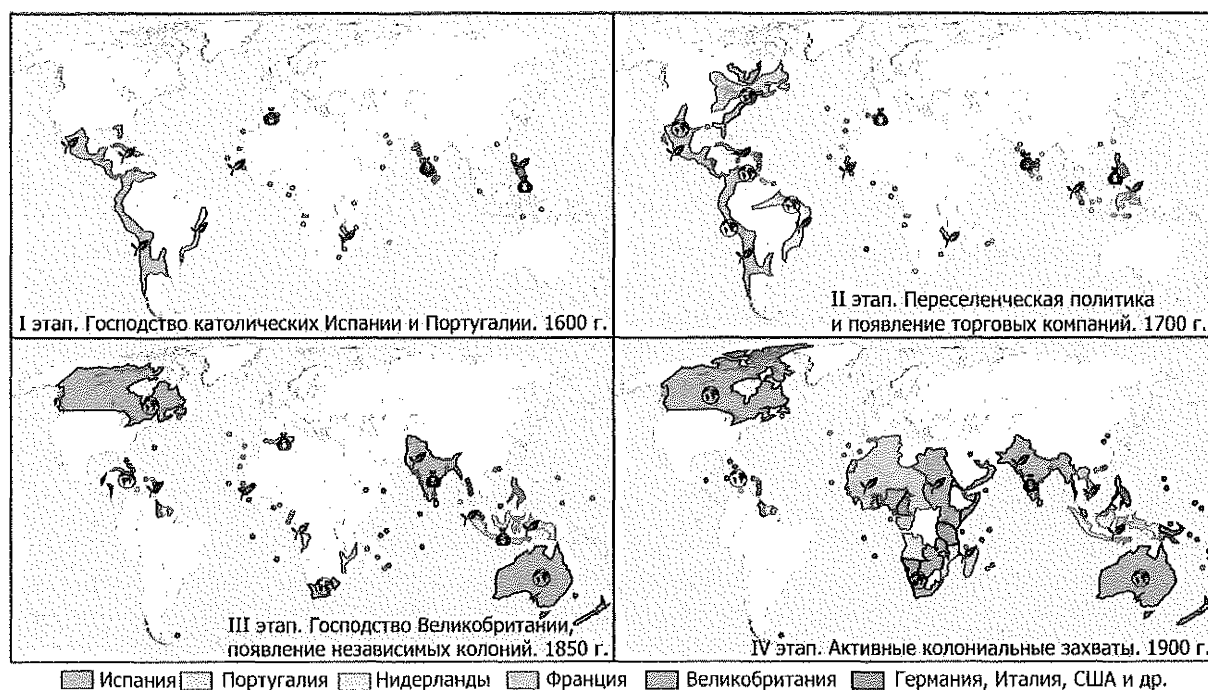 I этап. Господство католических Испании и Португалии. 1600 г.
II этап. Переселенческая политика
и появление торговых компаний. 1700 г.
III этап. Господство Великобритании,
появление независимых колоний. 1850 г.
IV этап. Активные колониальные захваты. 1900 г.
Испания Португалия Нидерланды Франция Великобритания Германия, Италия, США и др.